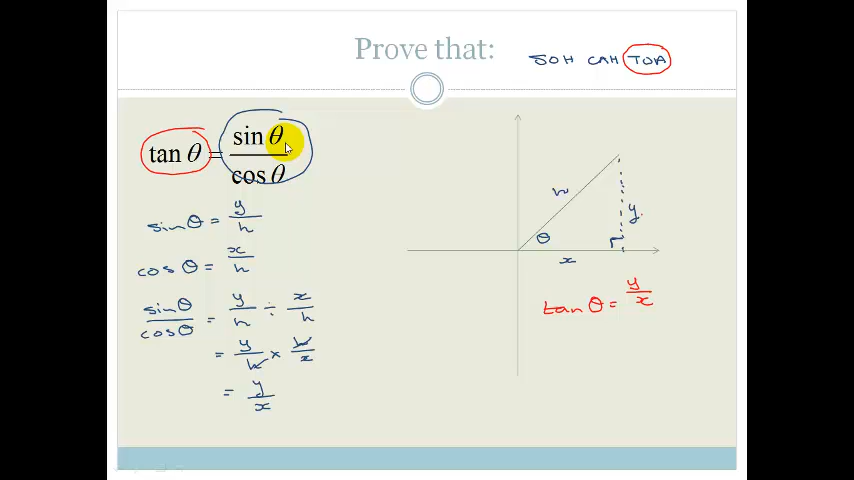 Prove that:
SOH CAH TOA
tan θ = sin θ / cos θ
sin θ = y / h
cos θ = x / h
sin θ / cos θ = y / h ÷ x / h
= y / h × h / x
= y / x
h
y
θ
x
tan θ = y / x